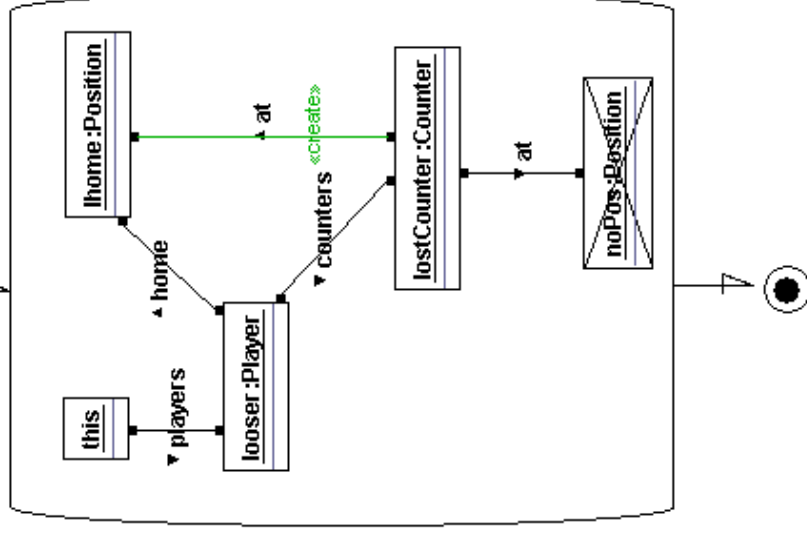 this
lhome :Position
home
players
looser :Player
at
«create»
counters
lostCounter :Counter
at
noPos :Position